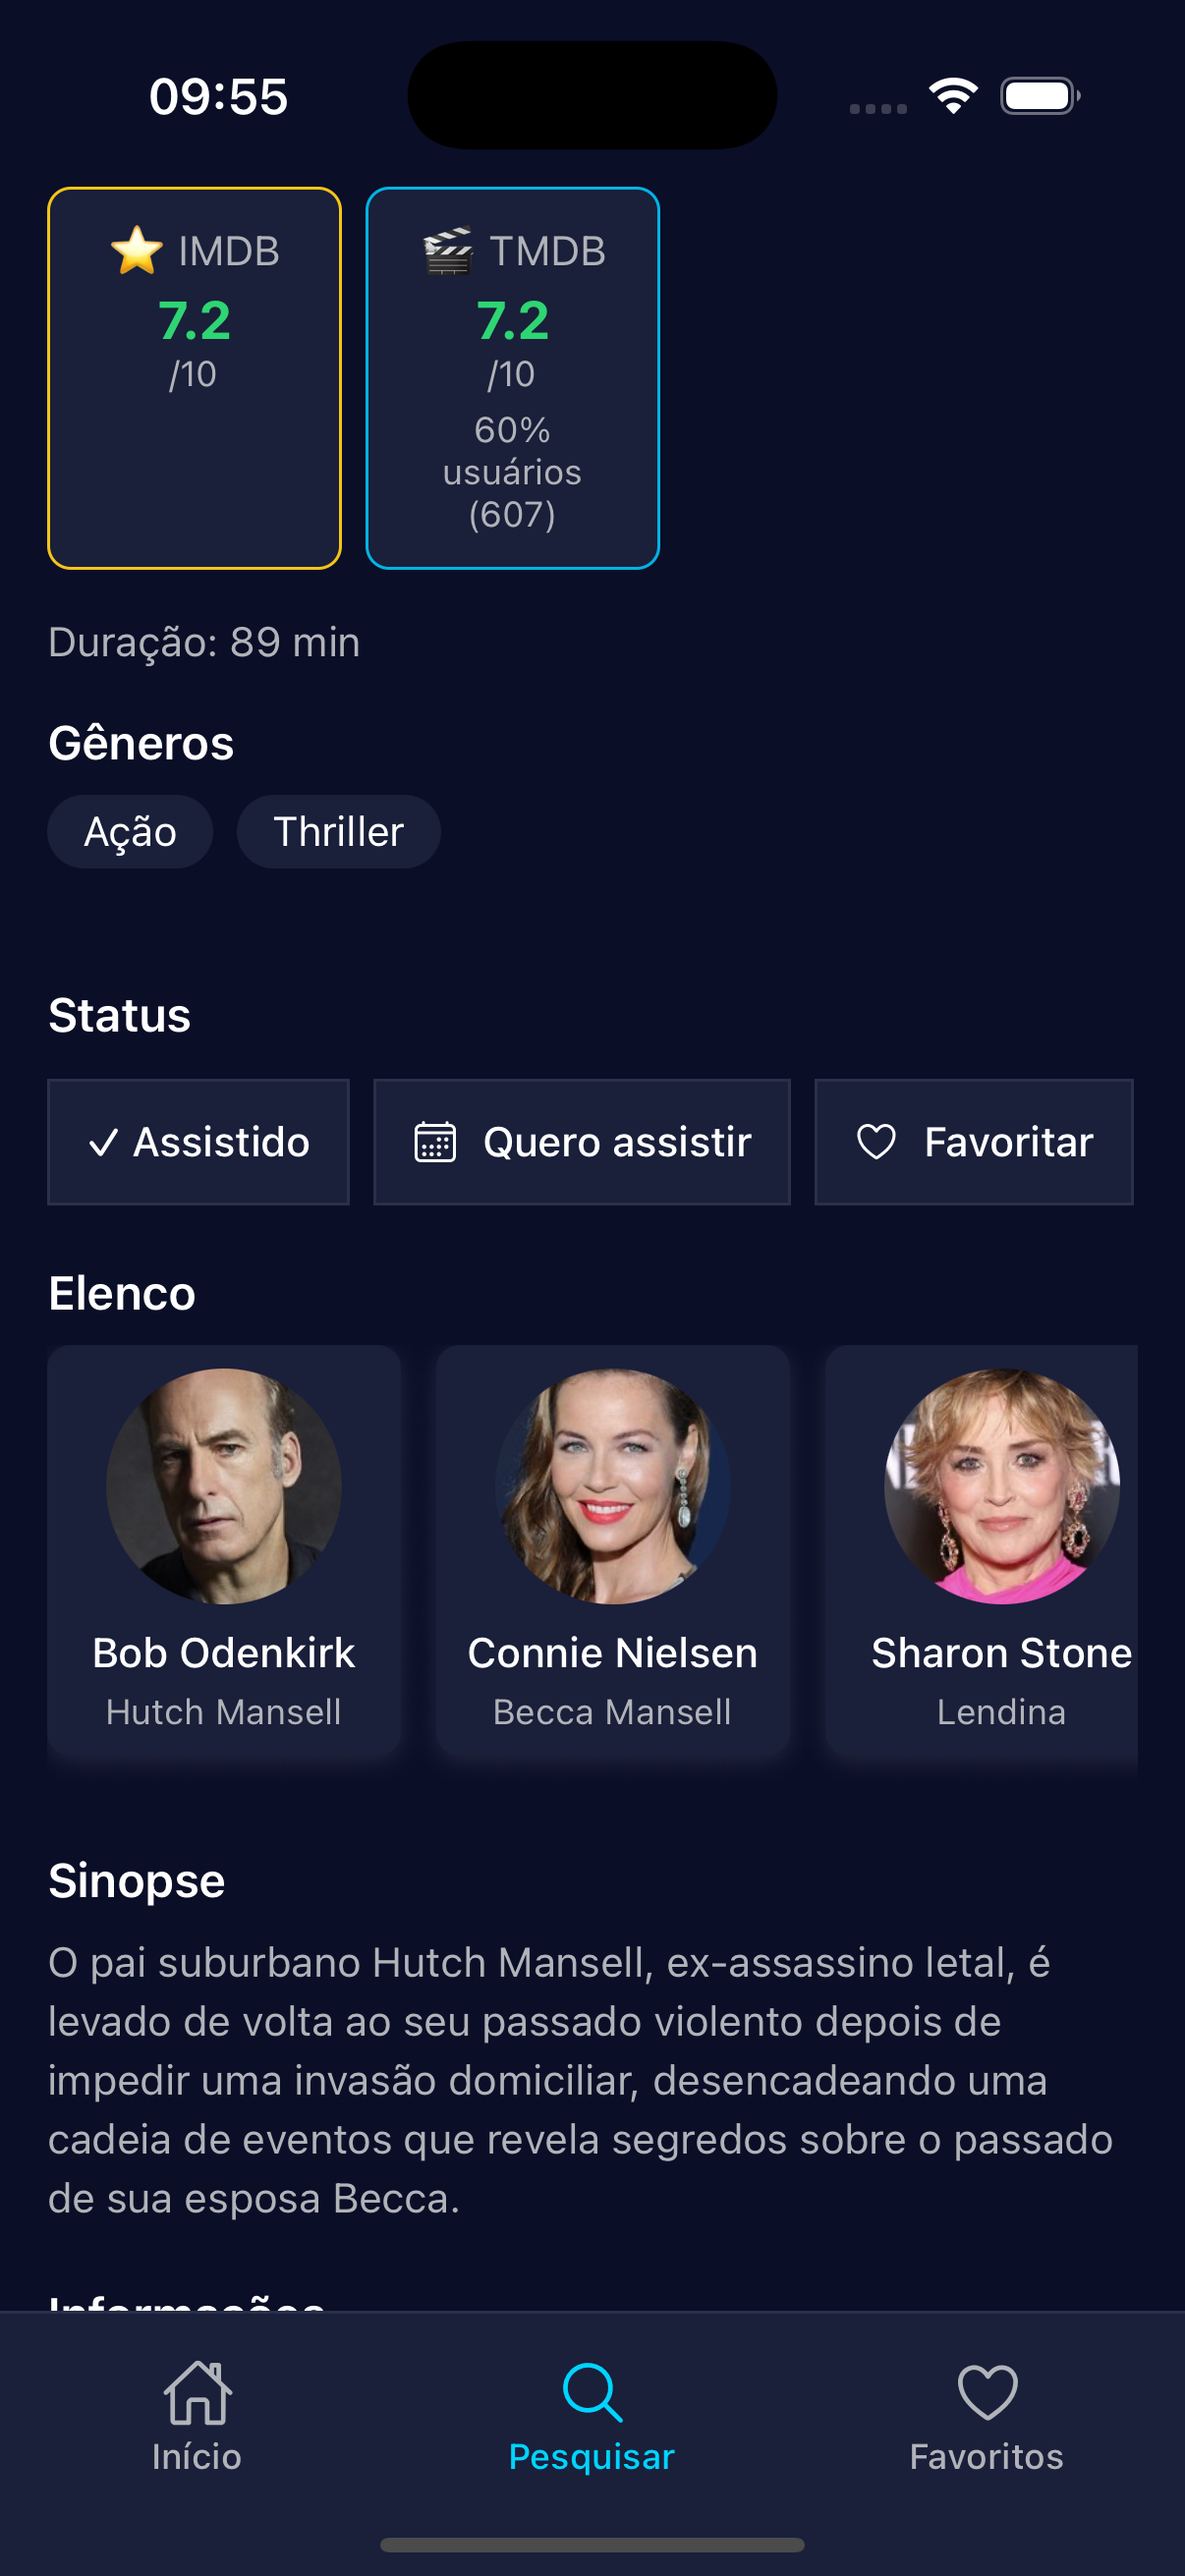 09:55
⭐ IMDB
7.2
/10
🎬 TMDB
7.2
/10
60%
usuários
(607)
Duração: 89 min
Gêneros
Ação
Thriller
Status
✓ Assistido
Quero assistir
Favoritar
Elenco
Bob Odenkirk
Hutch Mansell
Connie Nielsen
Becca Mansell
Sharon Stone
Lendina
Sinopse
O pai suburbano Hutch Mansell, ex-assassino letal, é
levado de volta ao seu passado violento depois de
impedir uma invasão domiciliar, desencadeando uma
cadeia de eventos que revela segredos sobre o passado
de sua esposa Becca.
Informações
Início
Pesquisar
Favoritos